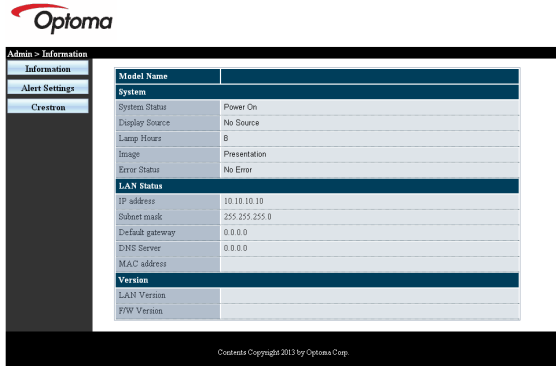 Optoma
Admin > Information
Information
Alert Settings
Crestron
Model Name
System
System Status Power On
Display Source No Source
Lamp Hours B
Image Presentation
Error Status No Error
LAN Status
IP address 10.10.10.10
Subnet mask 255.255.255.0
Default gateway 0.0.0.0
DNS Server 0.0.0.0
MAC address
Version
LAN Version
F/W Version
Contents Copyright 2013 by Optoma Corp.